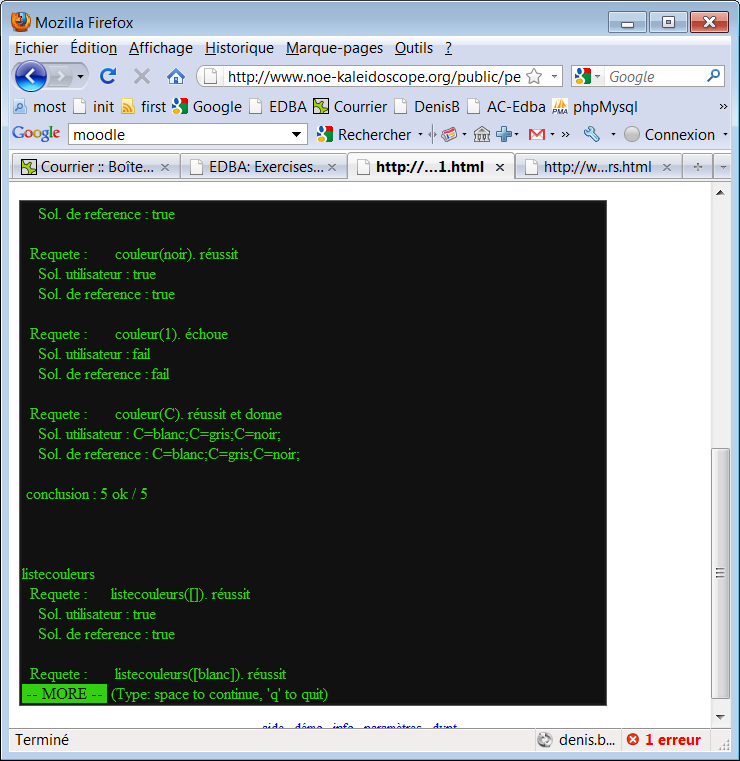 Mozilla Firefox
Fichier Édition Affichage Historique Marque-pages Outils ?
http://www.noe-kaleidoscope.org/public/pe Google
most init first Google EDBA Courrier DenisB AC-Edba PMA phpMysql »
Google moodle Rechercher » Connexion
Courrier :: Boîte... EDBA: Exercises... http://...1.html http://w...rs.html
Sol. de reference : true
Requete : couleur(noir). réussit
Sol. utilisateur : true
Sol. de reference : true
Requete : couleur(1). échoue
Sol. utilisateur : fail
Sol. de reference : fail
Requete : couleur(C). réussit et donne
Sol. utilisateur : C=blanc;C=gris;C=noir;
Sol. de reference : C=blanc;C=gris;C=noir;
conclusion : 5 ok / 5
listecouleurs
Requete : listecouleurs([]). réussit
Sol. utilisateur : true
Sol. de reference : true
Requete : listecouleurs([blanc]). réussit
-- MORE -- (Type: space to continue, 'q' to quit)
Terminé denis.b... 1 erreur